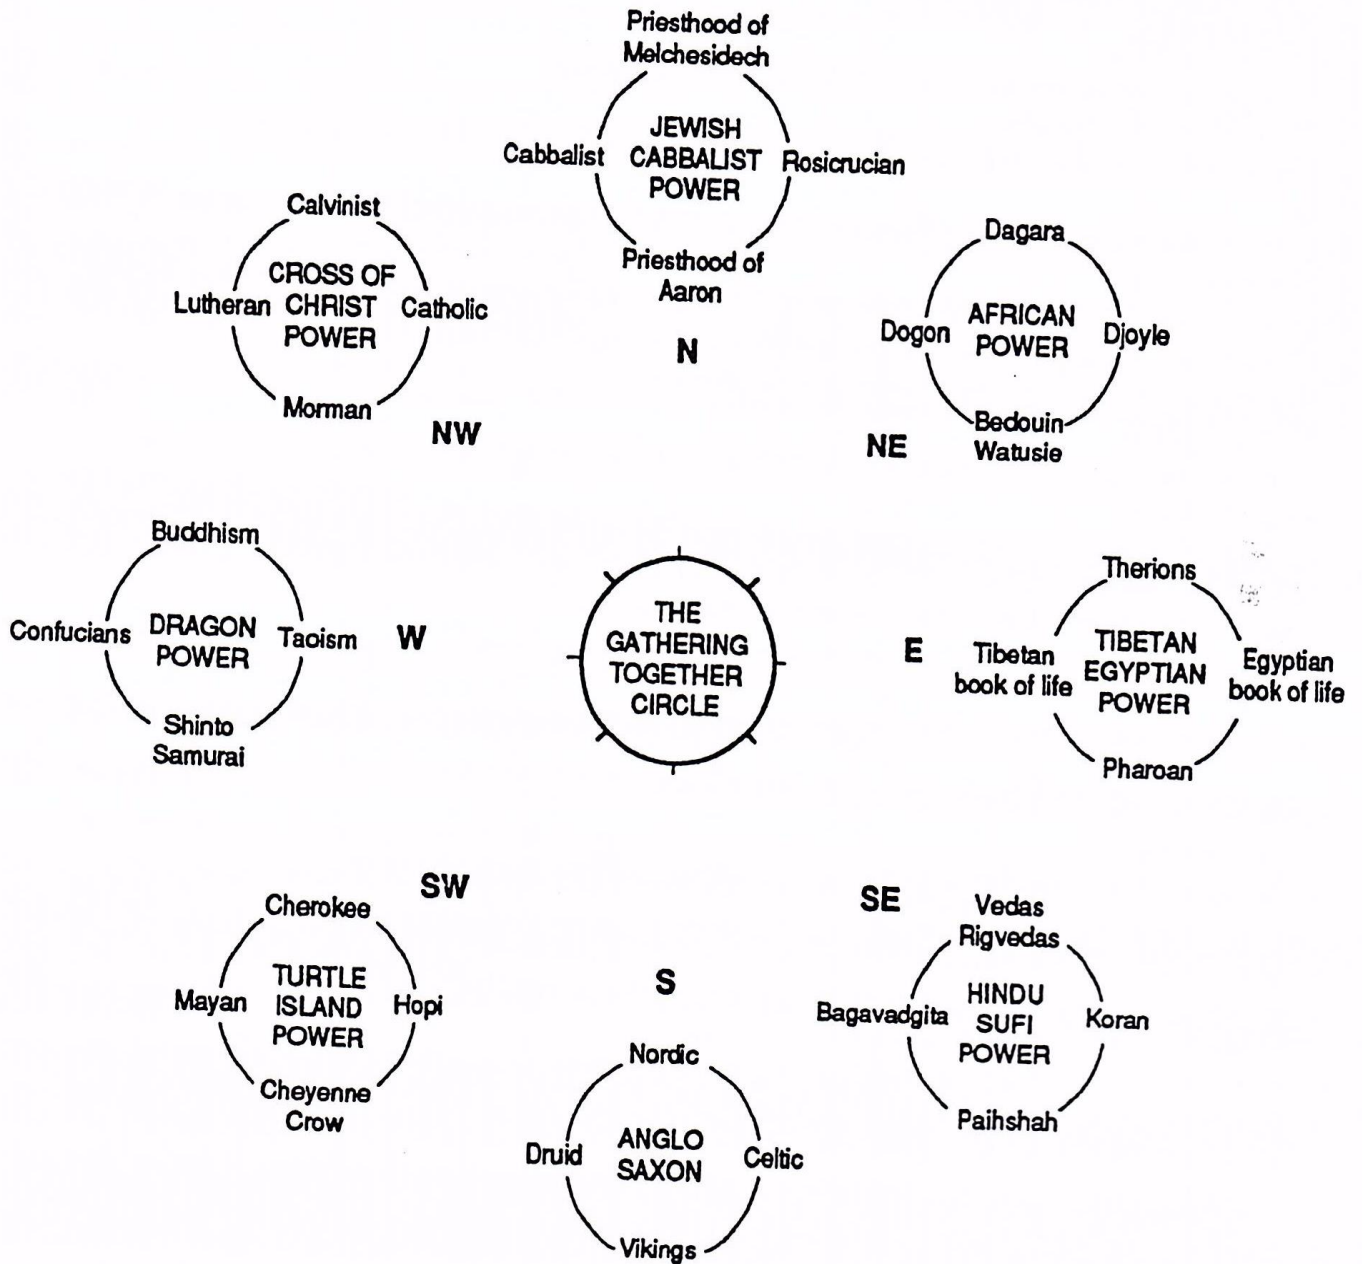 Priesthood of
Melchesidech
JEWISH
CABBALIST
POWER
Cabbalist
Rosicrucian
Priesthood of
Aaron
N
Calvinist
CROSS OF
CHRIST
POWER
Lutheran
Catholic
Morman
NW
Dagara
AFRICAN
POWER
Dogon
Djoyle
Bedouin
Watusie
NE
Buddhism
DRAGON
POWER
Confucians
Taoism
Shinto
Samurai
W
THE
GATHERING
TOGETHER
CIRCLE
E
Therions
Tibetan
book of life
TIBETAN
EGYPTIAN
POWER
Egyptian
book of life
Pharoan
SW
Cherokee
Mayan
TURTLE
ISLAND
POWER
Hopi
Cheyenne
Crow
S
Nordic
Druid
ANGLO
SAXON
Celtic
Vikings
SE
Vedas
Rigvedas
Bagavadgita
HINDU
SUFI
POWER
Koran
Paihshah